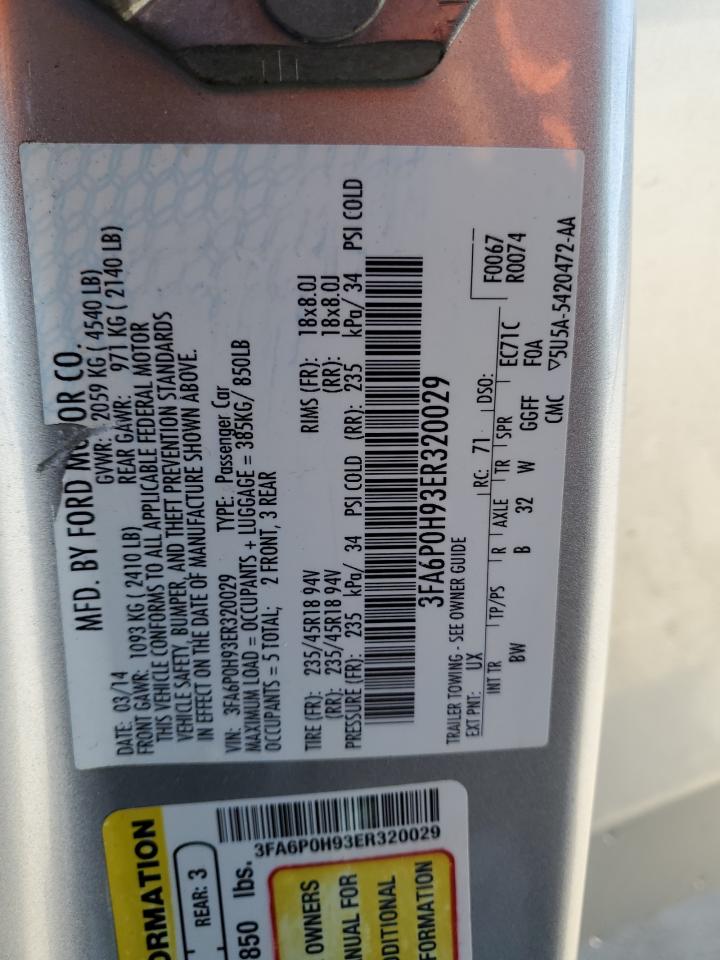 MFD. BY FORD MOTOR CO.
DATE: 03/14 GVWR: 2059 KG ( 4540 LB)
FRONT GAWR: 1093 KG ( 2410 LB) REAR GAWR: 971 KG ( 2140 LB)
THIS VEHICLE CONFORMS TO ALL APPLICABLE FEDERAL MOTOR
VEHICLE SAFETY, BUMPER, AND THEFT PREVENTION STANDARDS
IN EFFECT ON THE DATE OF MANUFACTURE SHOWN ABOVE.
VIN: 3FA6P0H93ER320029 TYPE: Passenger Car
MAXIMUM LOAD = OCCUPANTS + LUGGAGE = 385KG/ 850LB
OCCUPANTS = 5 TOTAL; 2 FRONT, 3 REAR
TIRE (FR): 235/45R18 94V RIMS (FR): 18x8.0J
(RR): 235/45R18 94V (RR): 18x8.0J
PRESSURE (FR): 235 kPa/ 34 PSI COLD (RR): 235 kPa/ 34 PSI COLD
3FA6P0H93ER320029
TRAILER TOWING - SEE OWNER GUIDE
EXT PNT: UX RC: 71 DSO: F0067
R0074
INT TR TP/PS R AXLE TR SPR EC71C
BW B 32 W GGFF F0A
CMC ▽5U5A-5420472-AA
ORMATION
REAR: 3
850 lbs.
3FA6P0H93ER320029
OWNERS
ANUAL FOR
DDITIONAL
FORMATION